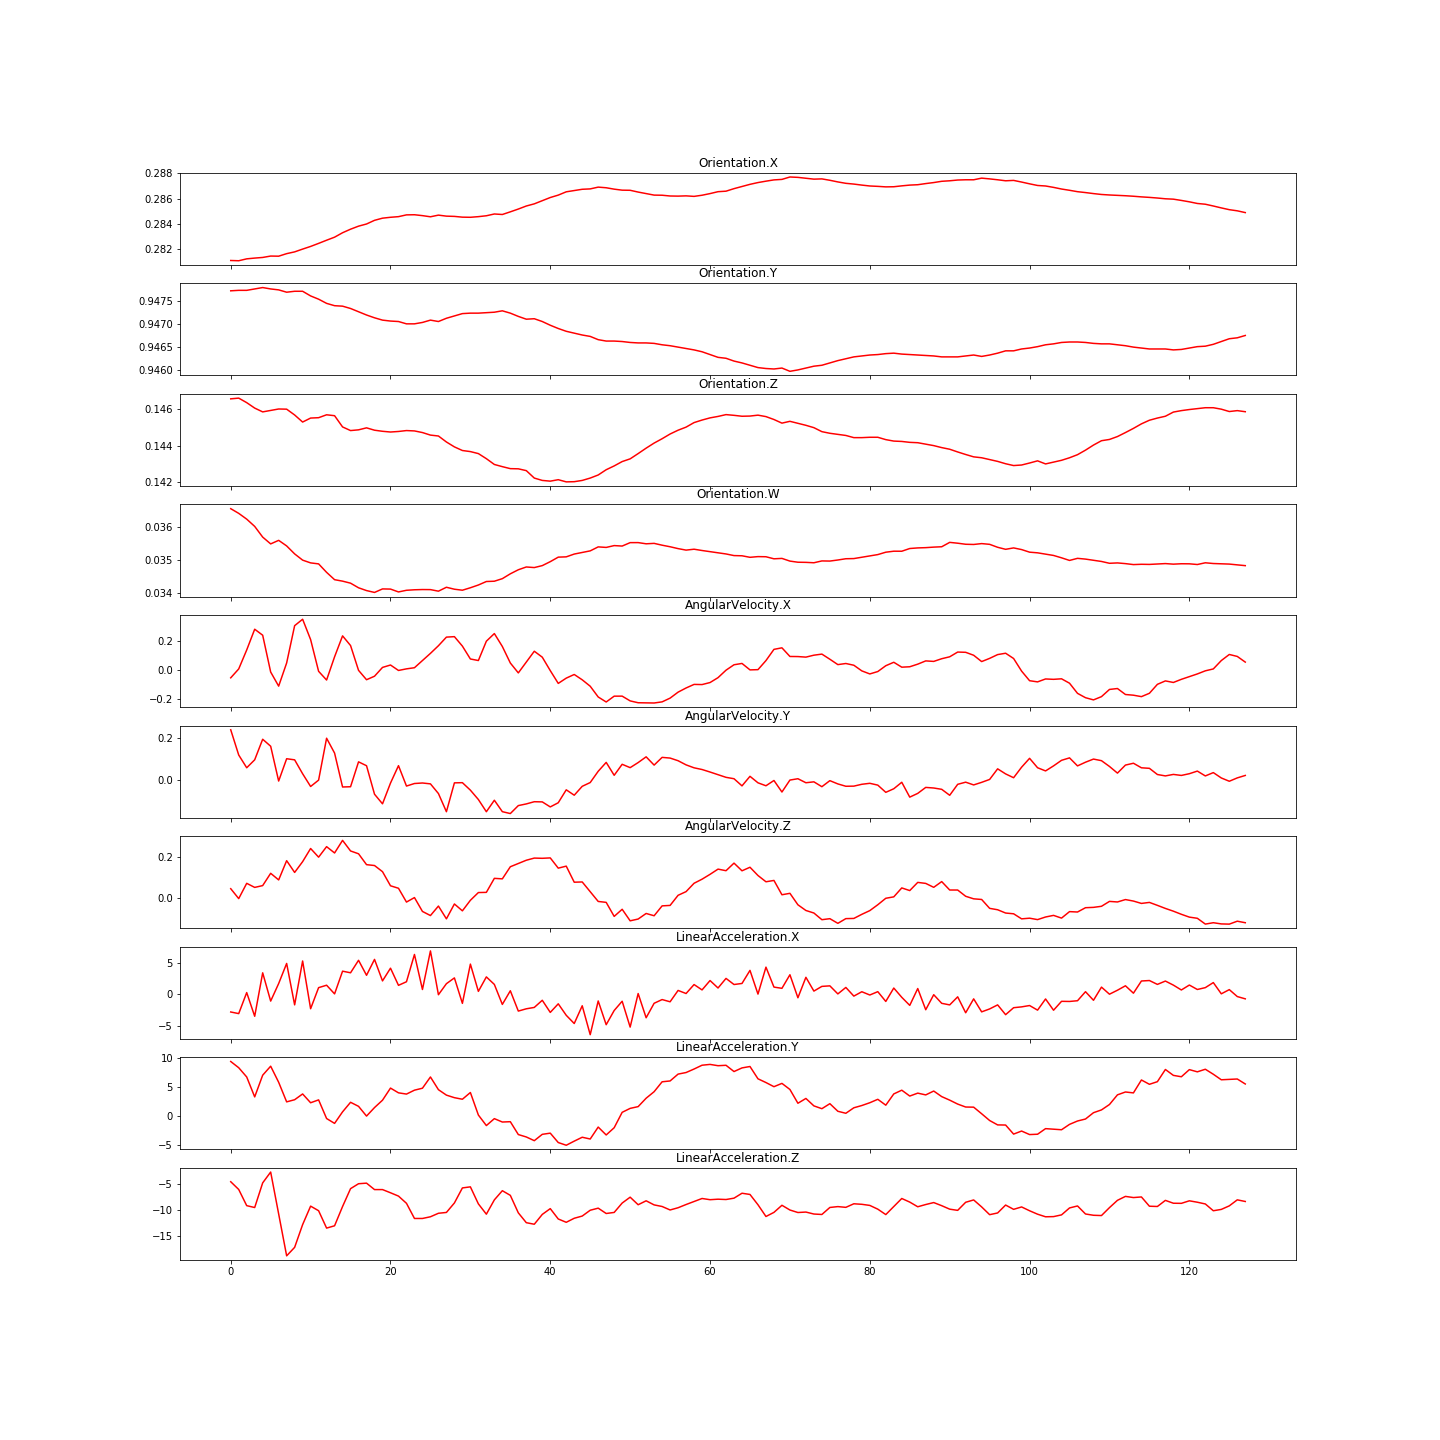 Orientation.X
0.288
0.286
0.284
0.282
Orientation.Y
0.9475
0.9470
0.9465
0.9460
Orientation.Z
0.146
0.144
0.142
Orientation.W
0.036
0.035
0.034
AngularVelocity.X
0.2
0.0
−0.2
AngularVelocity.Y
0.2
0.0
AngularVelocity.Z
0.2
0.0
LinearAcceleration.X
5
0
−5
LinearAcceleration.Y
10
5
0
−5
LinearAcceleration.Z
−5
−10
−15
0 20 40 60 80 100 120